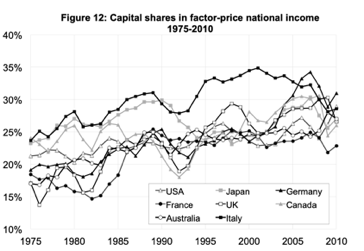 Figure 12: Capital shares in factor-price national income
1975-2010
40%
35%
30%
25%
20%
15%
10%
USA Japan Germany
France UK Canada
Australia Italy
1975 1980 1985 1990 1995 2000 2005 2010